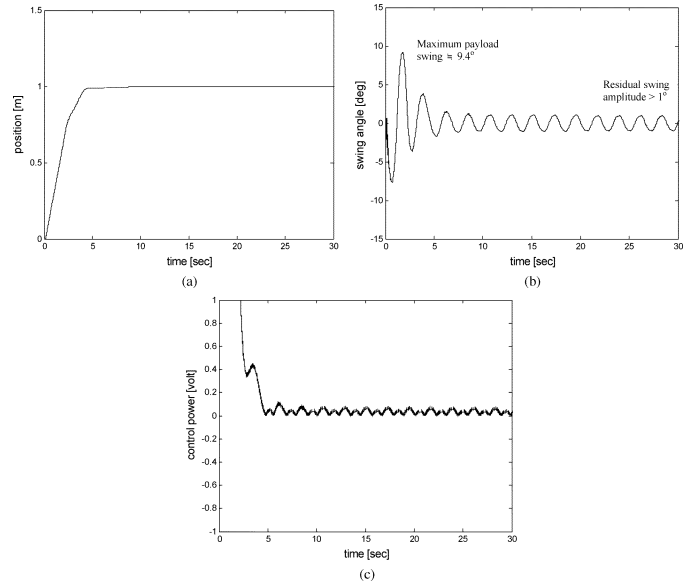 1.5
1
0.5
0
position [m]
0 5 10 15 20 25 30
time [sec]
(a)
15
10
5
0
-5
-10
-15
swing angle [deg]
Maximum payload
swing ≒ 9.4°
Residual swing
amplitude > 1°
0 5 10 15 20 25 30
time [sec]
(b)
1
0.8
0.6
0.4
0.2
0
-0.2
-0.4
-0.6
-0.8
-1
control power [volt]
0 5 10 15 20 25 30
time [sec]
(c)